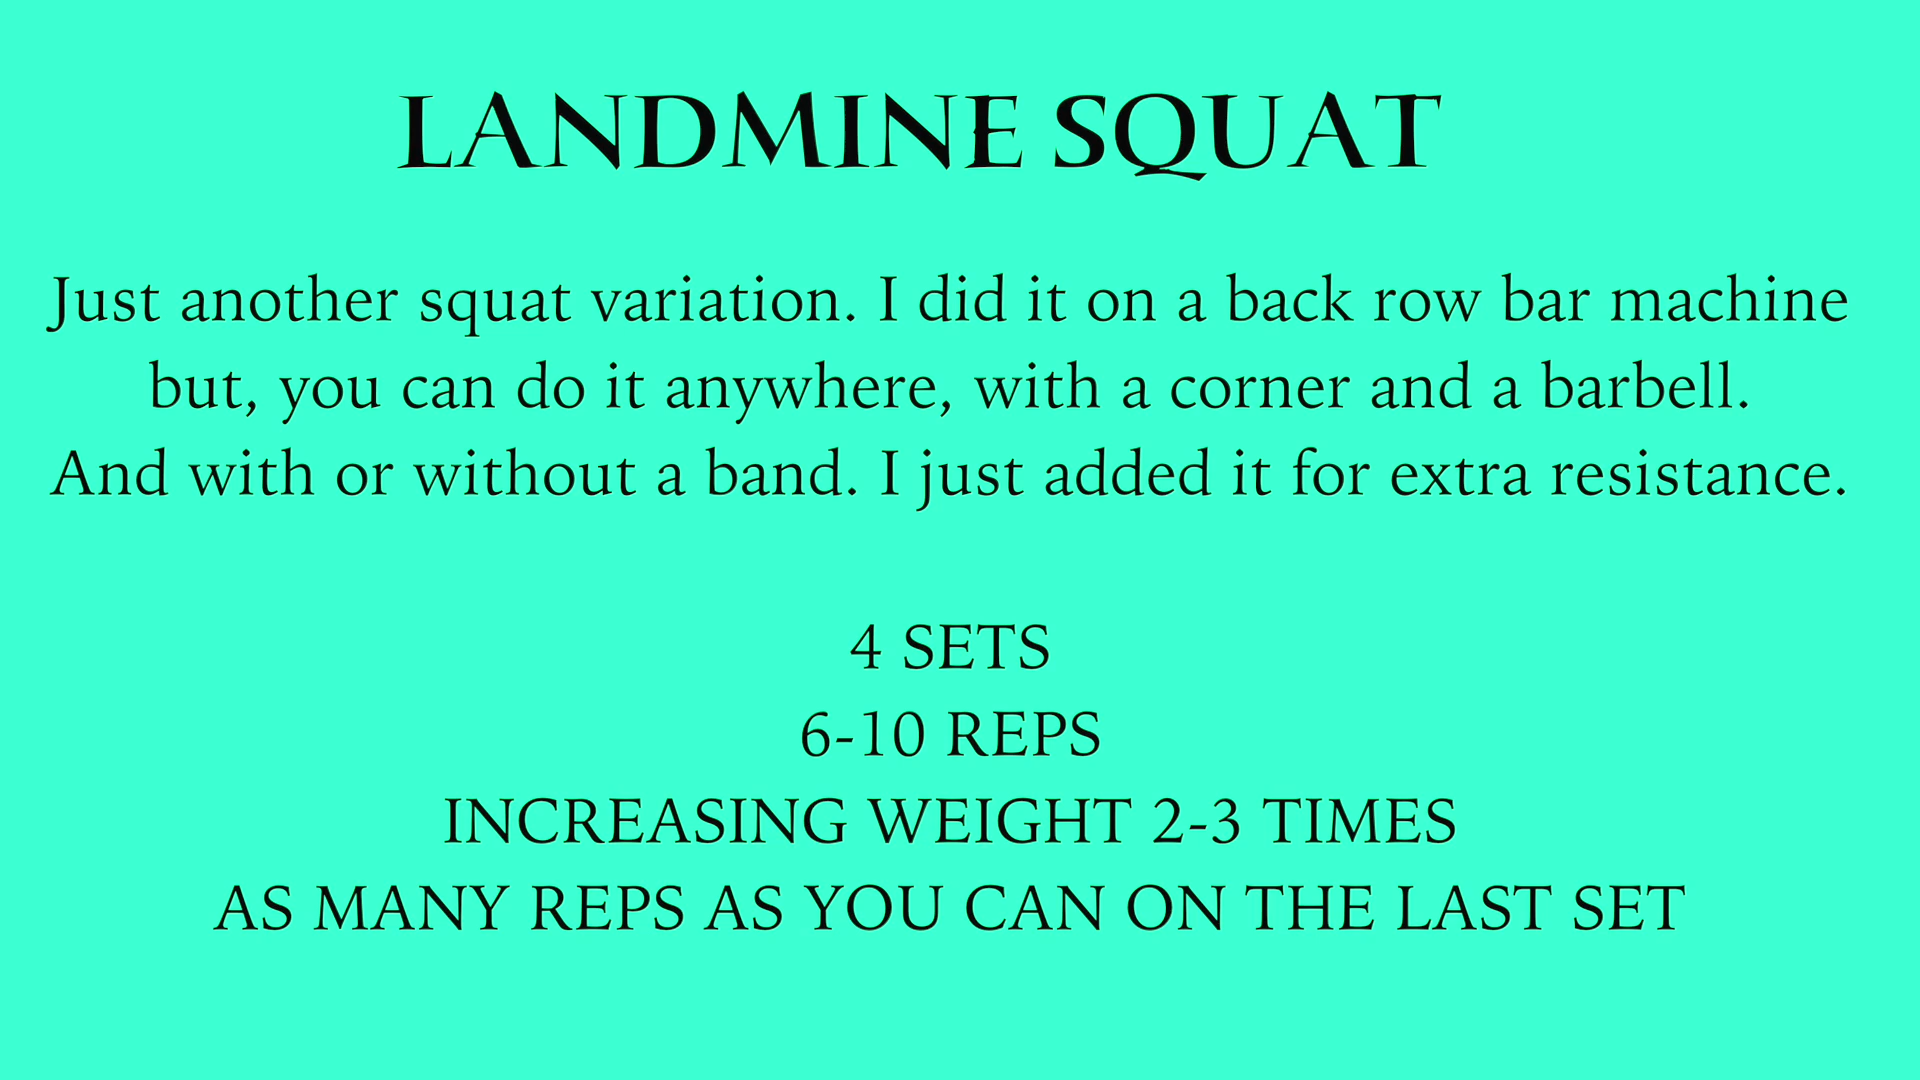 LANDMINE SQUAT
Just another squat variation. I did it on a back row bar machine
but, you can do it anywhere, with a corner and a barbell.
And with or without a band. I just added it for extra resistance.
4 SETS
6-10 REPS
INCREASING WEIGHT 2-3 TIMES
AS MANY REPS AS YOU CAN ON THE LAST SET